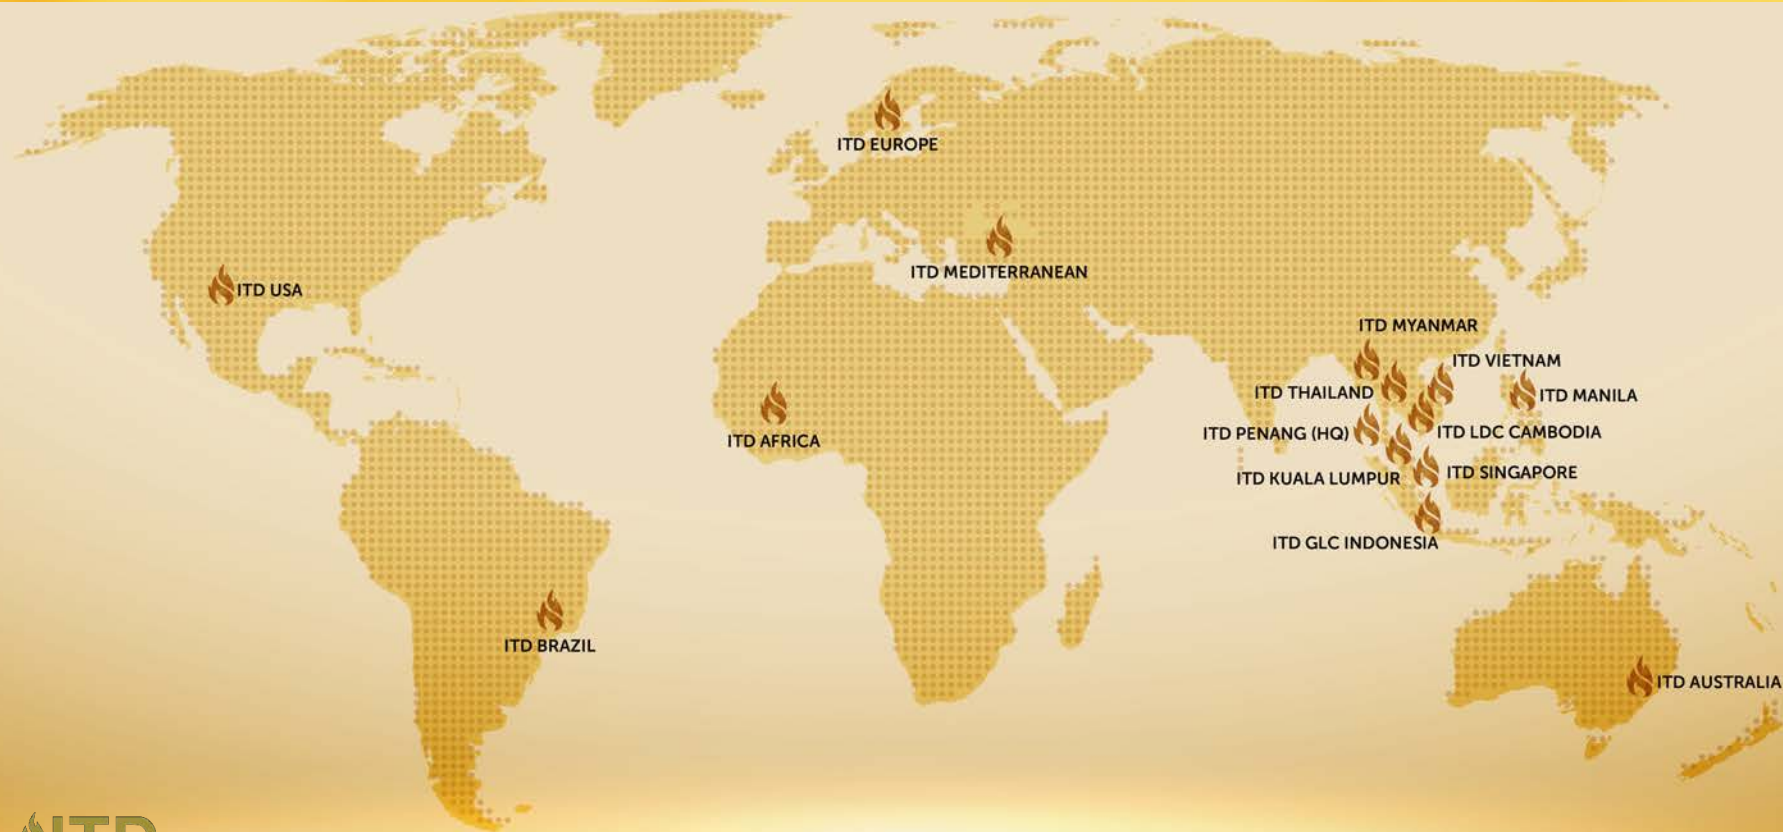 ITD EUROPE
ITD MEDITERRANEAN
ITD USA
ITD MYANMAR
ITD VIETNAM
ITD THAILAND
ITD MANILA
ITD PENANG (HQ)
ITD LDC CAMBODIA
ITD AFRICA
ITD KUALA LUMPUR
ITD SINGAPORE
ITD GLC INDONESIA
ITD BRAZIL
ITD AUSTRALIA
ITD